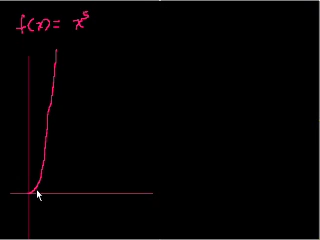 f(x) = x⁵